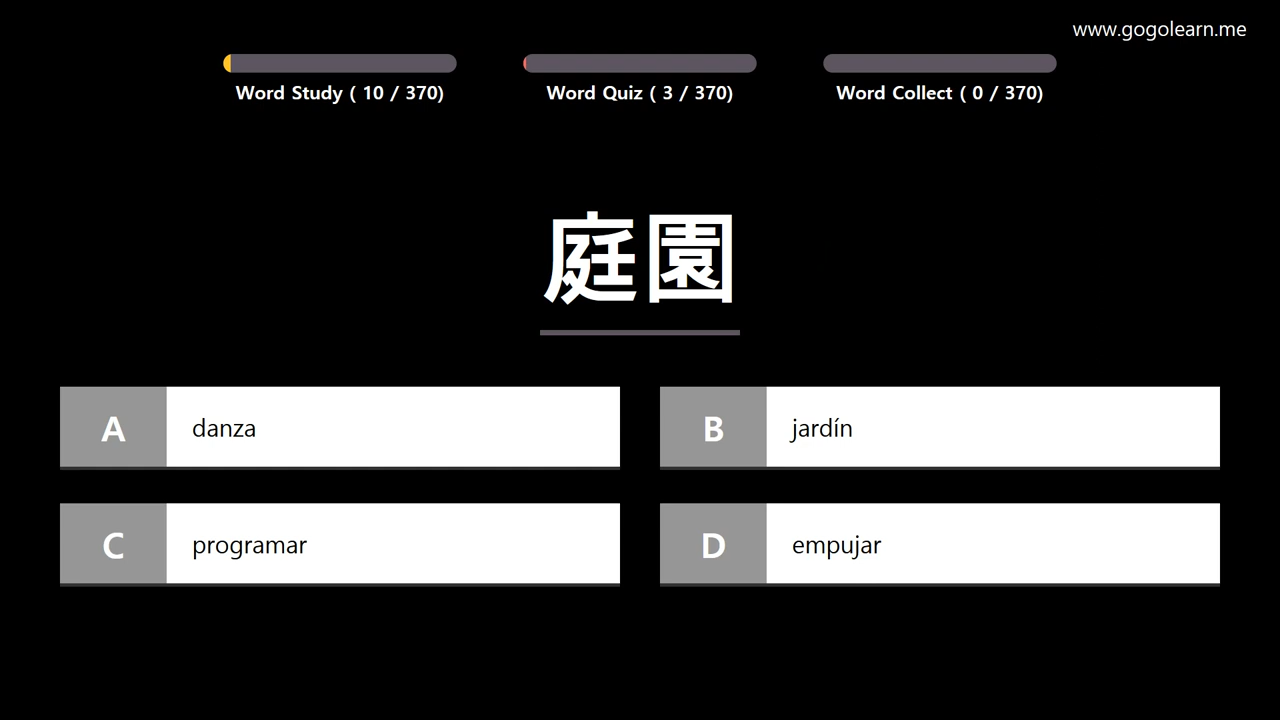 www.gogolearn.me
Word Study ( 10 / 370)
Word Quiz ( 3 / 370)
Word Collect ( 0 / 370)
庭園
A danza
B jardín
C programar
D empujar